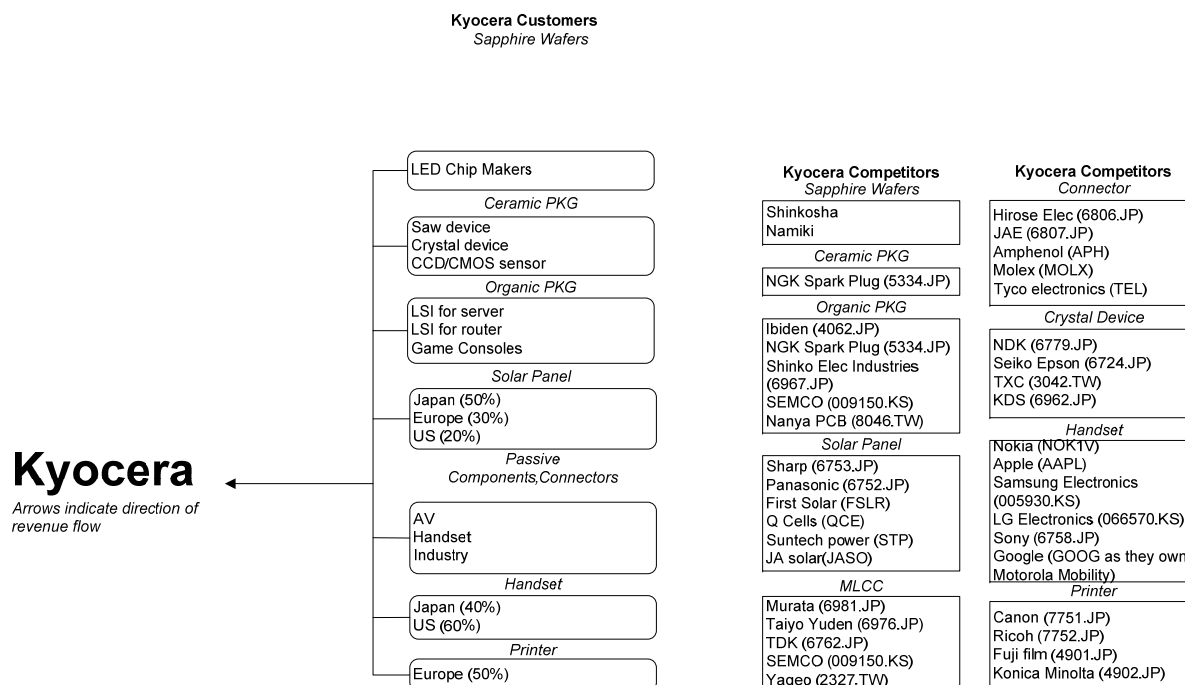 Kyocera Customers
Sapphire Wafers
LED Chip Makers
Ceramic PKG
Saw device
Crystal device
CCD/CMOS sensor
Organic PKG
LSI for server
LSI for router
Game Consoles
Solar Panel
Japan (50%)
Europe (30%)
US (20%)
Passive
Components,Connectors
AV
Handset
Industry
Handset
Japan (40%)
US (60%)
Printer
Europe (50%)
Kyocera
Arrows indicate direction of
revenue flow
Kyocera Competitors
Sapphire Wafers
Shinkosha
Namiki
Ceramic PKG
NGK Spark Plug (5334.JP)
Organic PKG
Ibiden (4062.JP)
NGK Spark Plug (5334.JP)
Shinko Elec Industries
(6967.JP)
SEMCO (009150.KS)
Nanya PCB (8046.TW)
Solar Panel
Sharp (6753.JP)
Panasonic (6752.JP)
First Solar (FSLR)
Q Cells (QCE)
Suntech power (STP)
JA solar(JASO)
MLCC
Murata (6981.JP)
Taiyo Yuden (6976.JP)
TDK (6762.JP)
SEMCO (009150.KS)
Yageo (2327.TW)
Kyocera Competitors
Connector
Hirose Elec (6806.JP)
JAE (6807.JP)
Amphenol (APH)
Molex (MOLX)
Tyco electronics (TEL)
Crystal Device
NDK (6779.JP)
Seiko Epson (6724.JP)
TXC (3042.TW)
KDS (6962.JP)
Handset
Nokia (NOK1V)
Apple (AAPL)
Samsung Electronics
(005930.KS)
LG Electronics (066570.KS)
Sony (6758.JP)
Google (GOOG as they own
Motorola Mobility)
Printer
Canon (7751.JP)
Ricoh (7752.JP)
Fuji film (4901.JP)
Konica Minolta (4902.JP)